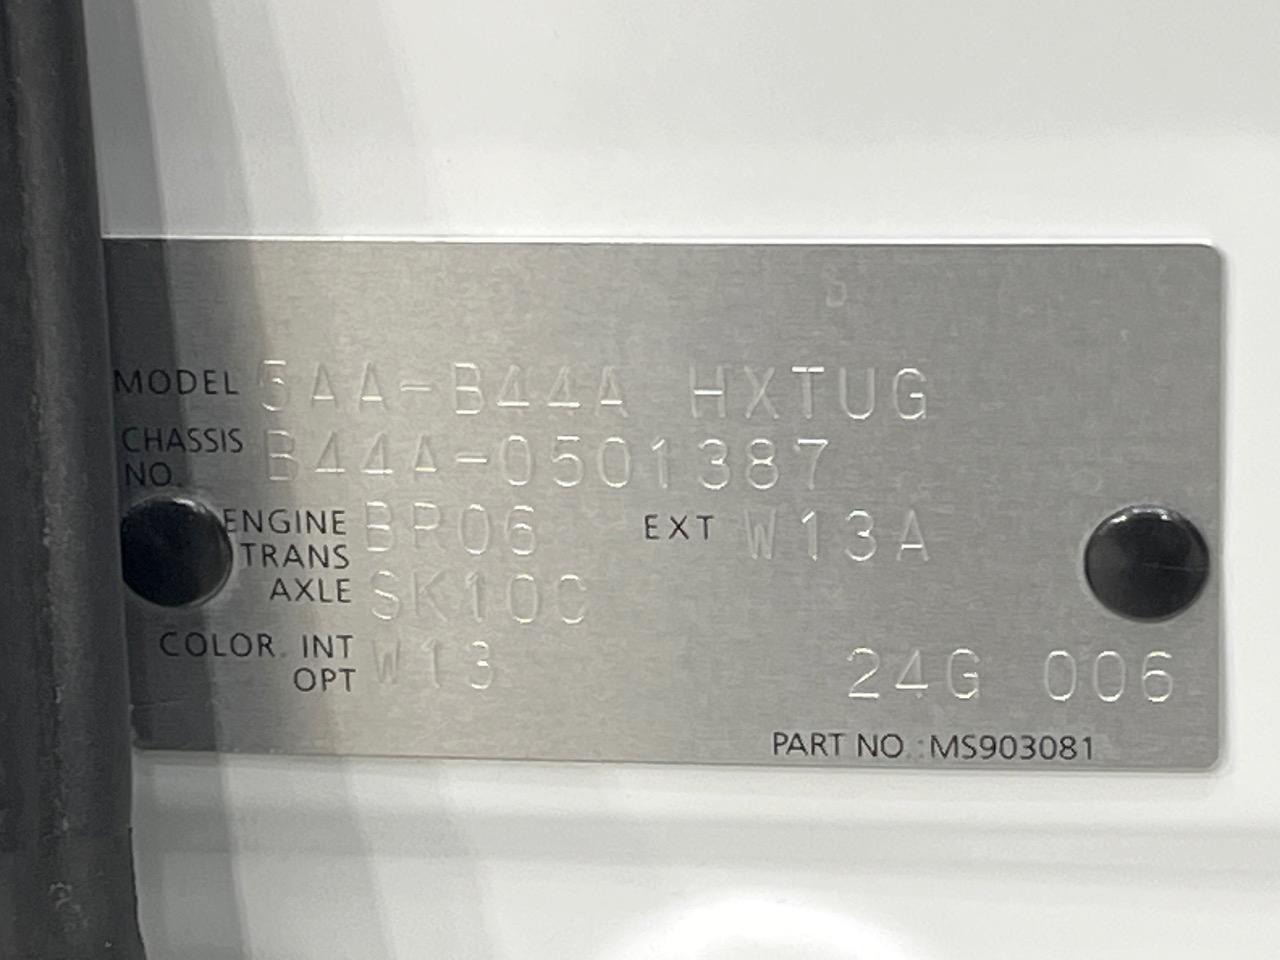 MODEL 5AA-B44A HXTUG
CHASSIS NO. B44A-0501387
ENGINE BR06 EXT W13A
TRANS AXLE SK10C
COLOR. INT W13
OPT
24G 006
PART NO.:MS903081